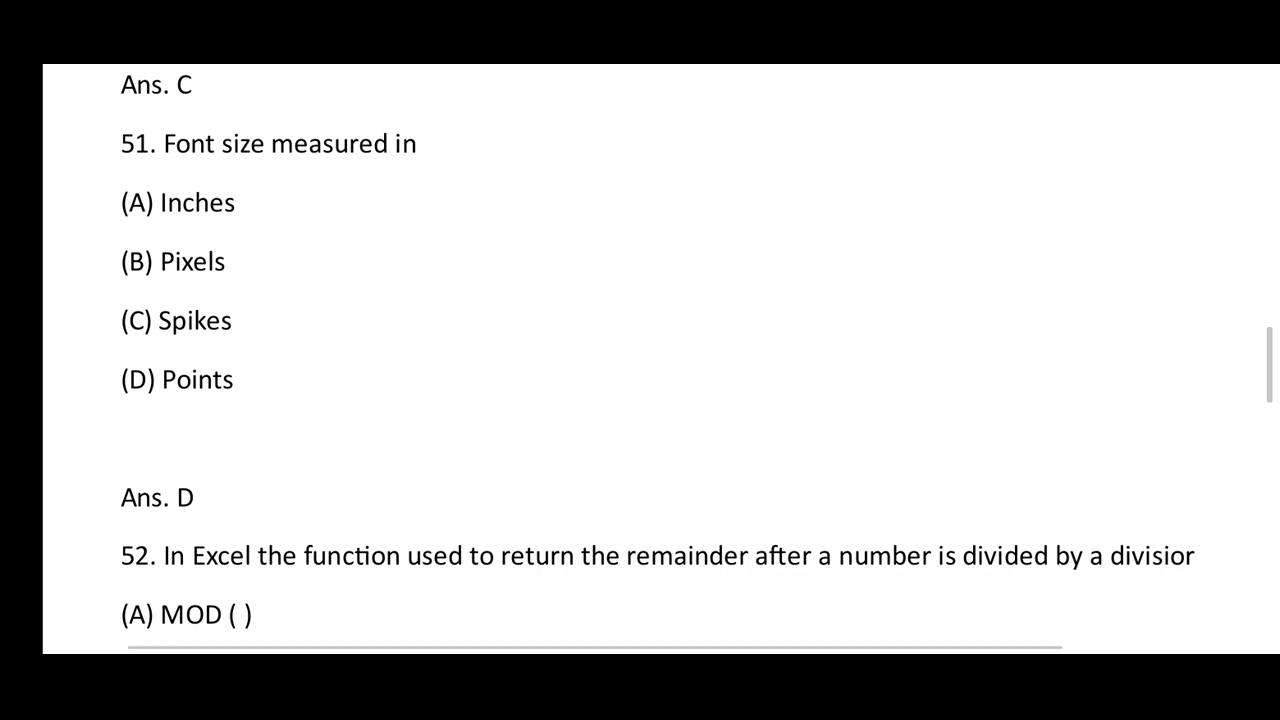 Ans. C
51. Font size measured in
(A) Inches
(B) Pixels
(C) Spikes
(D) Points
Ans. D
52. In Excel the function used to return the remainder after a number is divided by a divisior
(A) MOD ( )